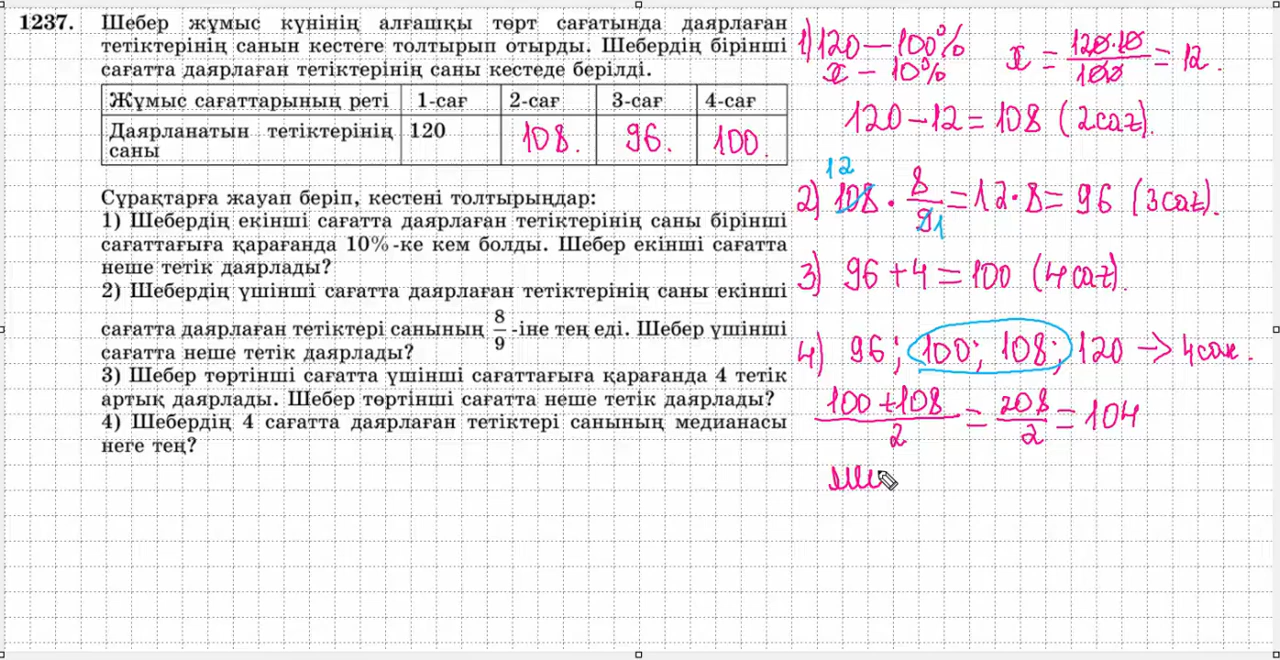 1237. Шебер жұмыс күнінің алғашқы төрт сағатында даярлаған
тетіктерінің санын кестеге толтырып отырды. Шебердің бірінші
сағатта даярлаған тетіктерінің саны кестеде берілді.
Жұмыс сағаттарының реті 1-сағ 2-сағ 3-сағ 4-сағ
Даярланатын тетіктерінің саны 120 108. 96. 100.
Сұрақтарға жауап беріп, кестені толтырыңдар:
1) Шебердің екінші сағатта даярлаған тетіктерінің саны бірінші
сағаттағыға қарағанда 10%-ке кем болды. Шебер екінші сағатта
неше тетік даярлады?
2) Шебердің үшінші сағатта даярлаған тетіктерінің саны екінші
сағатта даярлаған тетіктері санының 8/9-іне тең еді. Шебер үшінші
сағатта неше тетік даярлады?
3) Шебер төртінші сағатта үшінші сағаттағыға қарағанда 4 тетік
артық даярлады. Шебер төртінші сағатта неше тетік даярлады?
4) Шебердің 4 сағатта даярлаған тетіктері санының медианасы
неге тең?
1) 120 — 100%
x — 10%
x = 120·10/100 = 12.
120 − 12 = 108 (2сағ).
12
2) 108 · 8/9 1 = 12 · 8 = 96 (3сағ).
3) 96 + 4 = 100 (4сағ).
4) 96; 100; 108; 120 → 4сан.
100+108/2 = 208/2 = 104